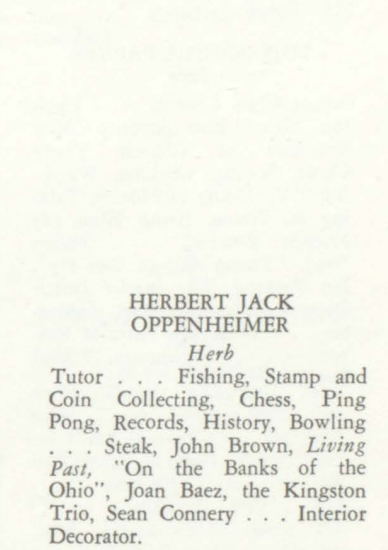 HERBERT JACK
OPPENHEIMER
Herb
Tutor . . . Fishing, Stamp and
Coin Collecting, Chess, Ping
Pong, Records, History, Bowling
. . . Steak, John Brown, Living
Past, "On the Banks of the
Ohio", Joan Baez, the Kingston
Trio, Sean Connery . . . Interior
Decorator.